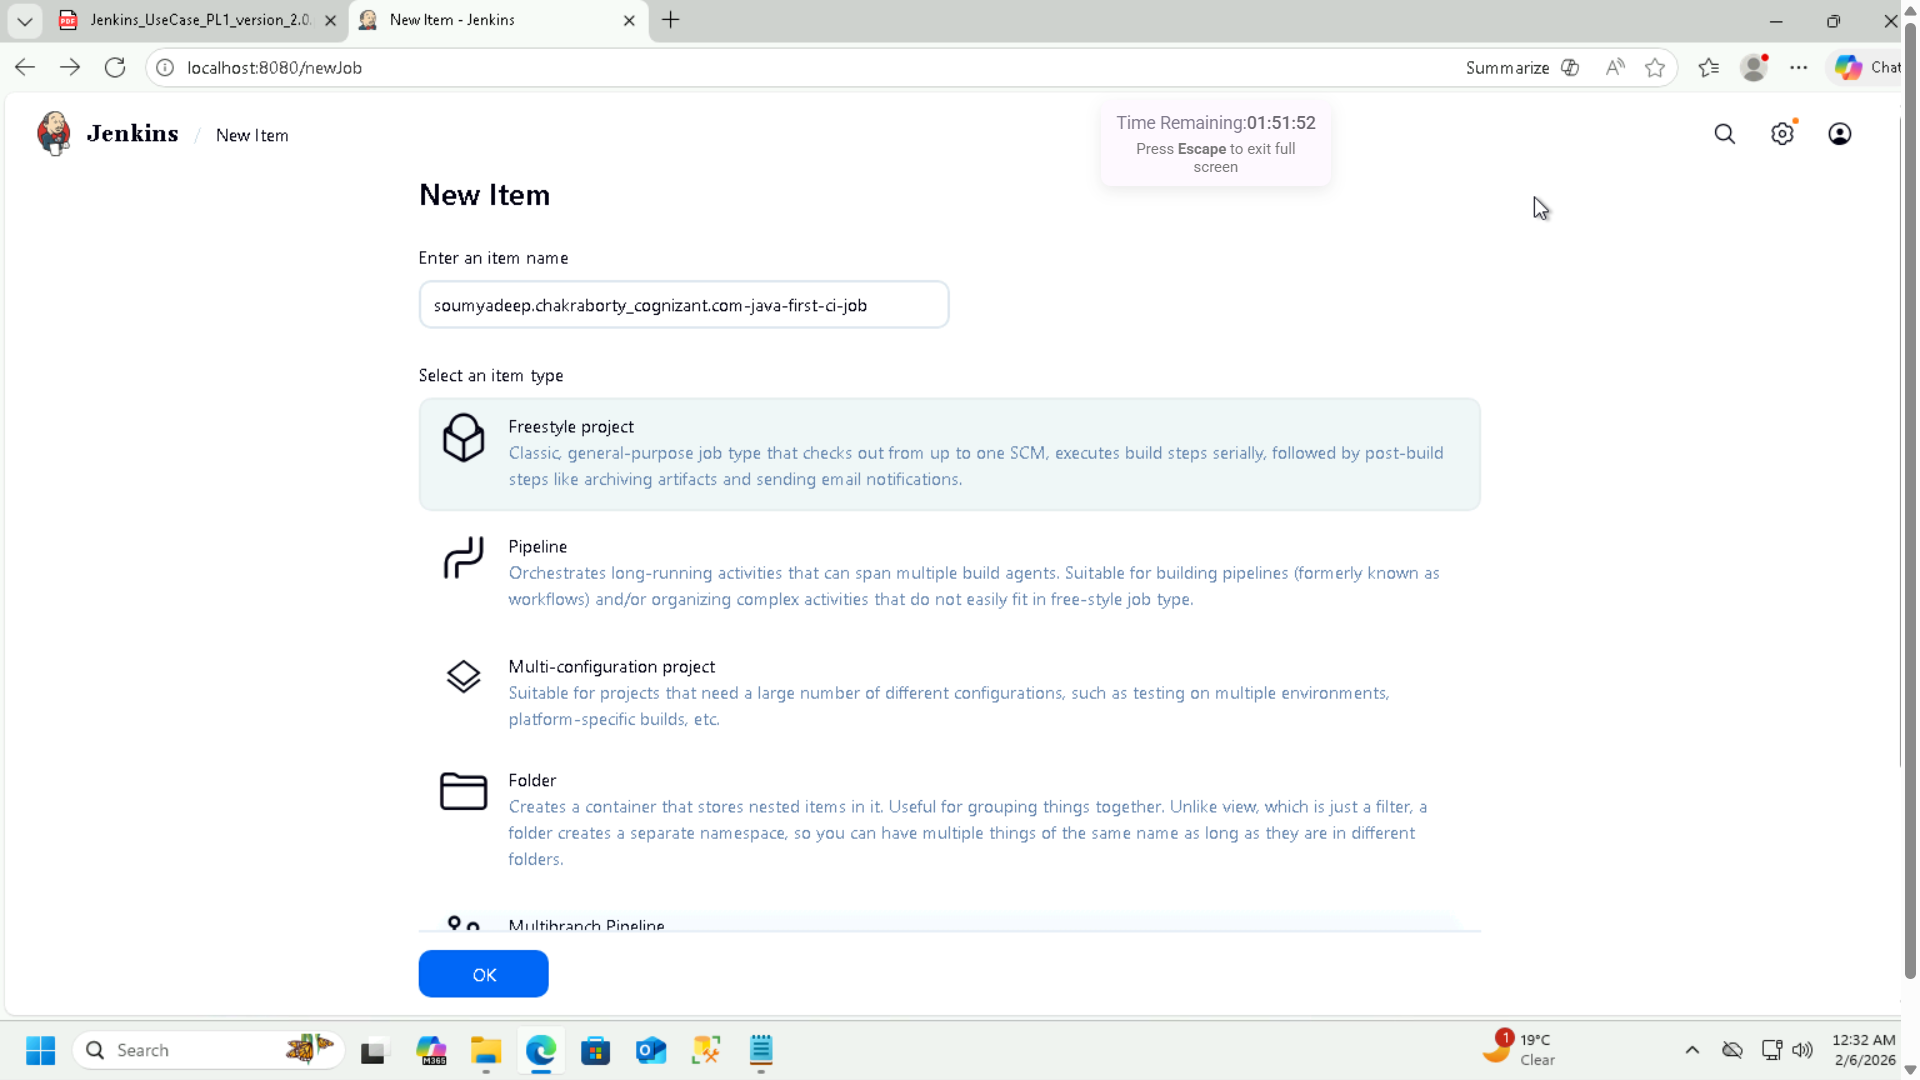 Jenkins_UseCase_PL1_version_2.0.
New Item - Jenkins
localhost:8080/newJob
Summarize
Chat
Jenkins / New Item
Time Remaining:01:51:52
Press Escape to exit full
screen
New Item
Enter an item name
soumyadeep.chakraborty_cognizant.com-java-first-ci-job
Select an item type
Freestyle project
Classic, general-purpose job type that checks out from up to one SCM, executes build steps serially, followed by post-build
steps like archiving artifacts and sending email notifications.
Pipeline
Orchestrates long-running activities that can span multiple build agents. Suitable for building pipelines (formerly known as
workflows) and/or organizing complex activities that do not easily fit in free-style job type.
Multi-configuration project
Suitable for projects that need a large number of different configurations, such as testing on multiple environments,
platform-specific builds, etc.
Folder
Creates a container that stores nested items in it. Useful for grouping things together. Unlike view, which is just a filter, a
folder creates a separate namespace, so you can have multiple things of the same name as long as they are in different
folders.
Multibranch Pipeline
OK
Search
M365
1
19°C
Clear
12:32 AM
2/6/2026